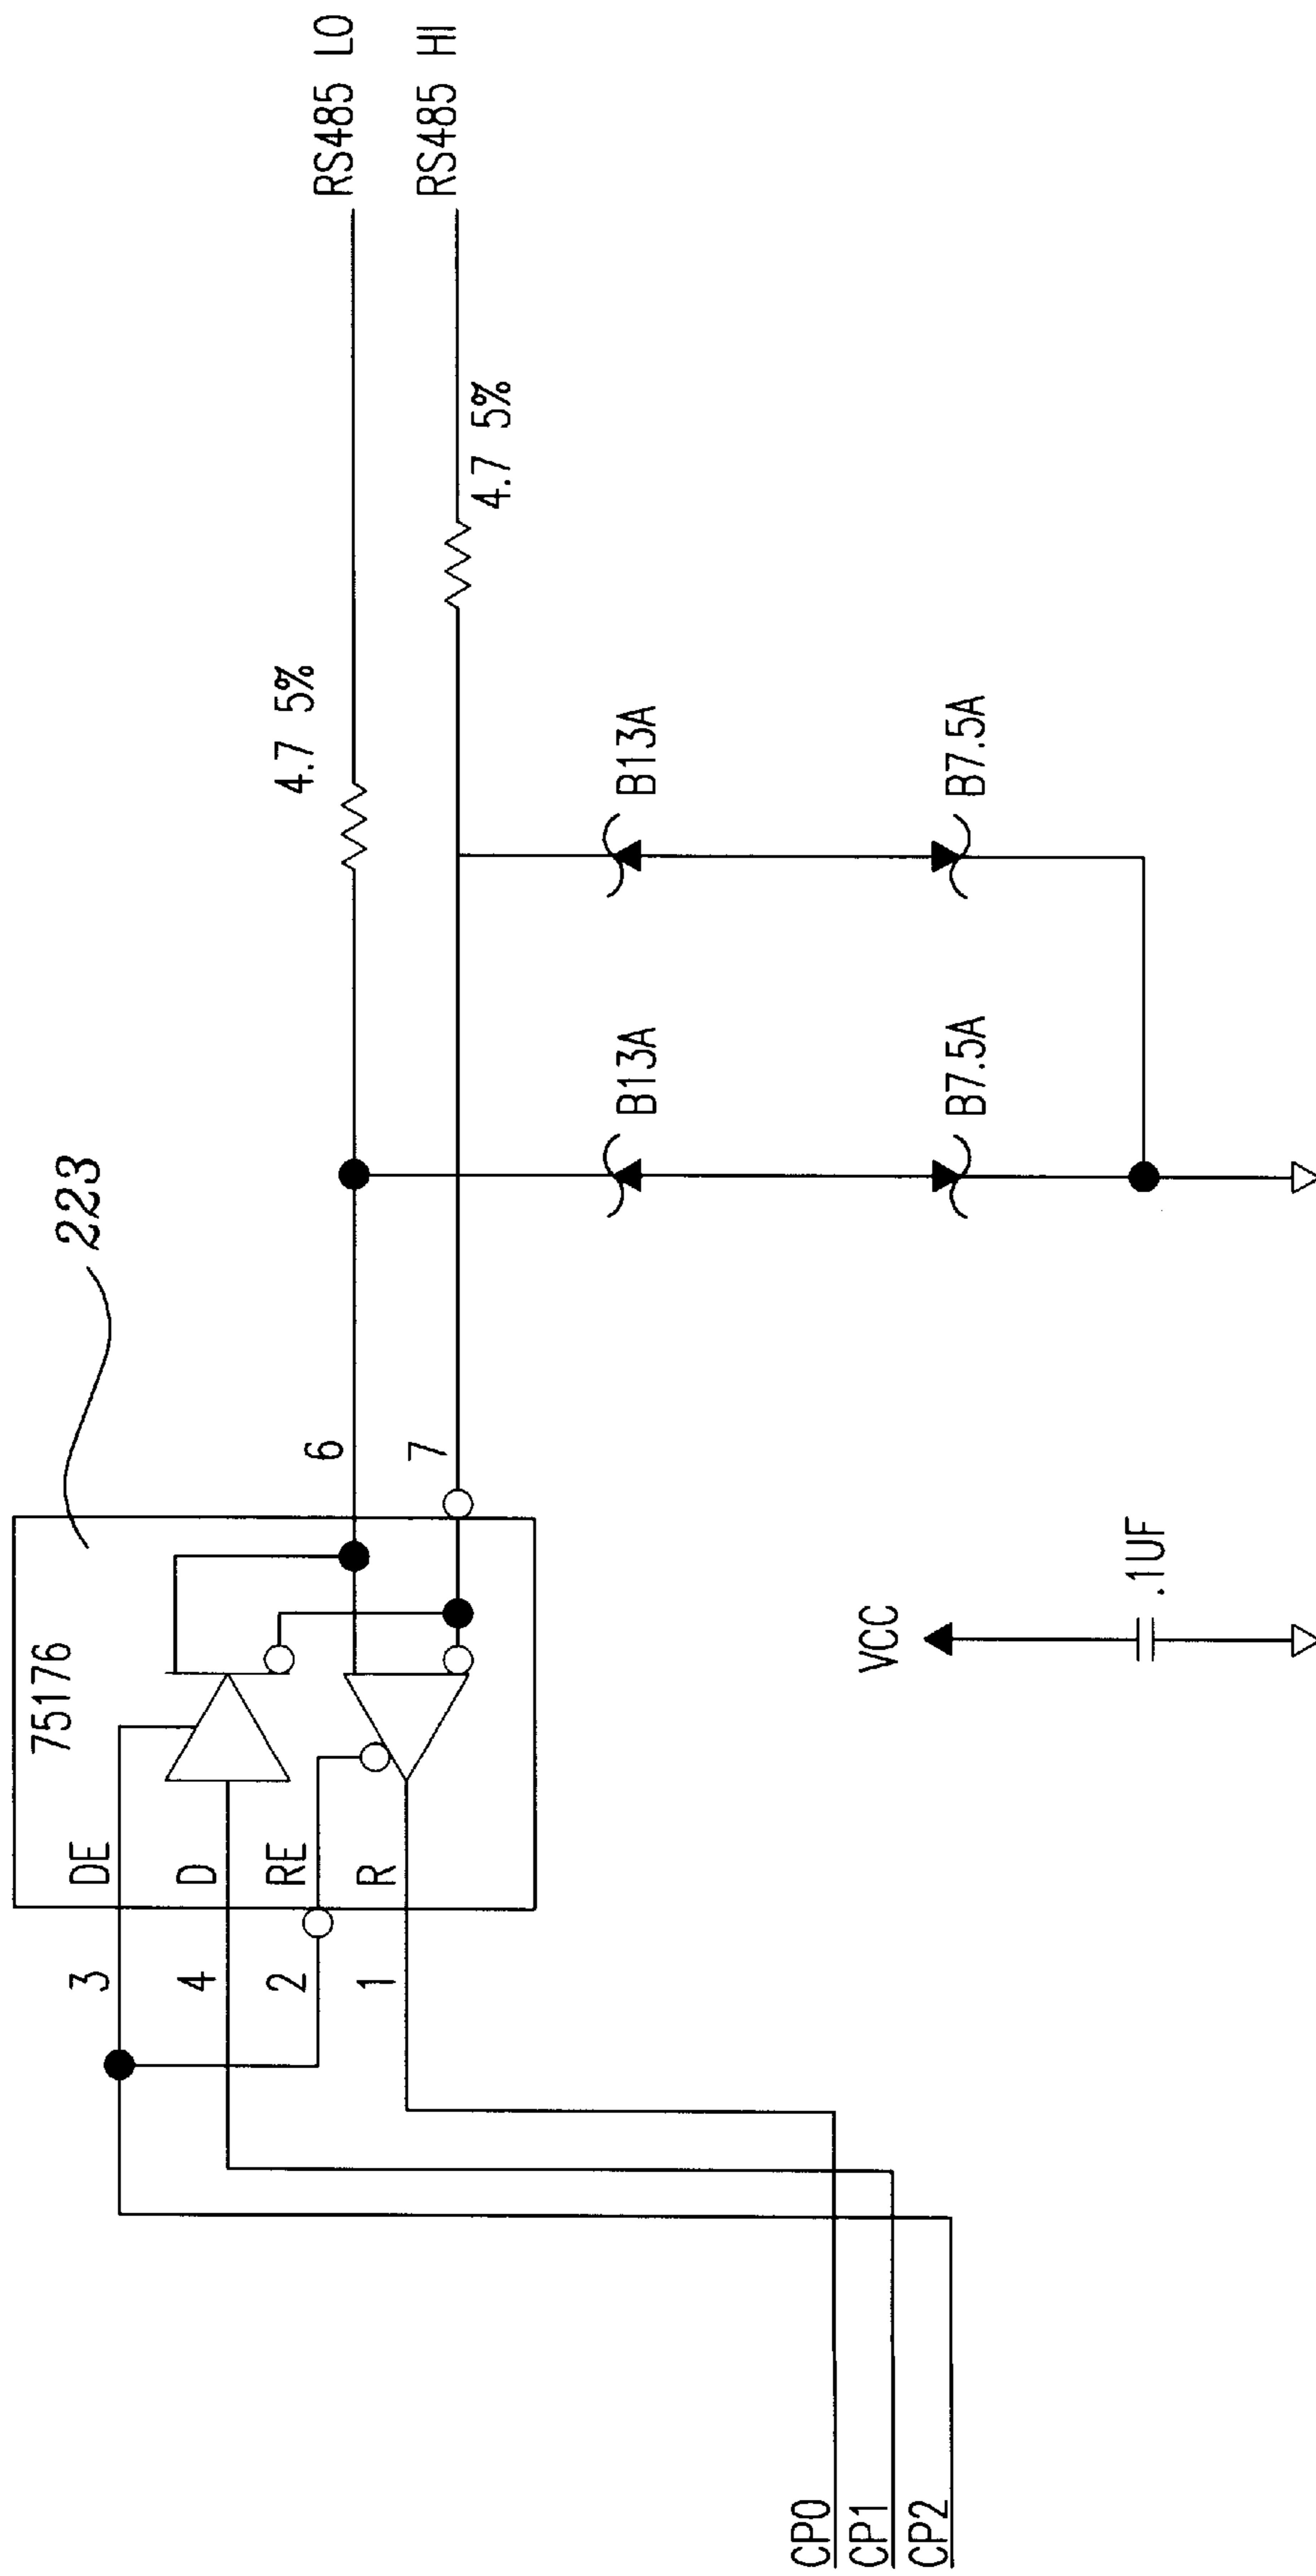 223
75176
3 DE
4 D
2 RE
1 R
6
7
4.7 5%
4.7 5%
RS485 LO
RS485 HI
B13A
B13A
B7.5A
B7.5A
CP0
CP1
CP2
VCC
.1UF